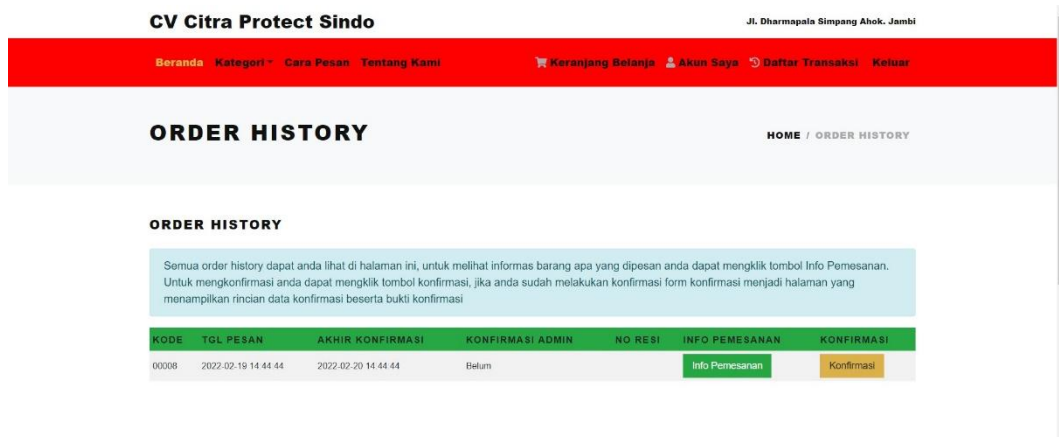 CV Citra Protect Sindo
Jl. Dharmapala Simpang Ahok. Jambi
Beranda Kategori Cara Pesan Tentang Kami Keranjang Belanja Akun Saya Daftar Transaksi Keluar
ORDER HISTORY
HOME / ORDER HISTORY
ORDER HISTORY
Semua order history dapat anda lihat di halaman ini, untuk melihat informas barang apa yang dipesan anda dapat mengklik tombol Info Pemesanan.
Untuk mengkonfirmasi anda dapat mengklik tombol konfirmasi, jika anda sudah melakukan konfirmasi form konfirmasi menjadi halaman yang
menampilkan rincian data konfirmasi beserta bukti konfirmasi
KODE TGL PESAN AKHIR KONFIRMASI KONFIRMASI ADMIN NO RESI INFO PEMESANAN KONFIRMASI
00008 2022-02-19 14:44:44 2022-02-20 14:44:44 Belum Info Pemesanan Konfirmasi